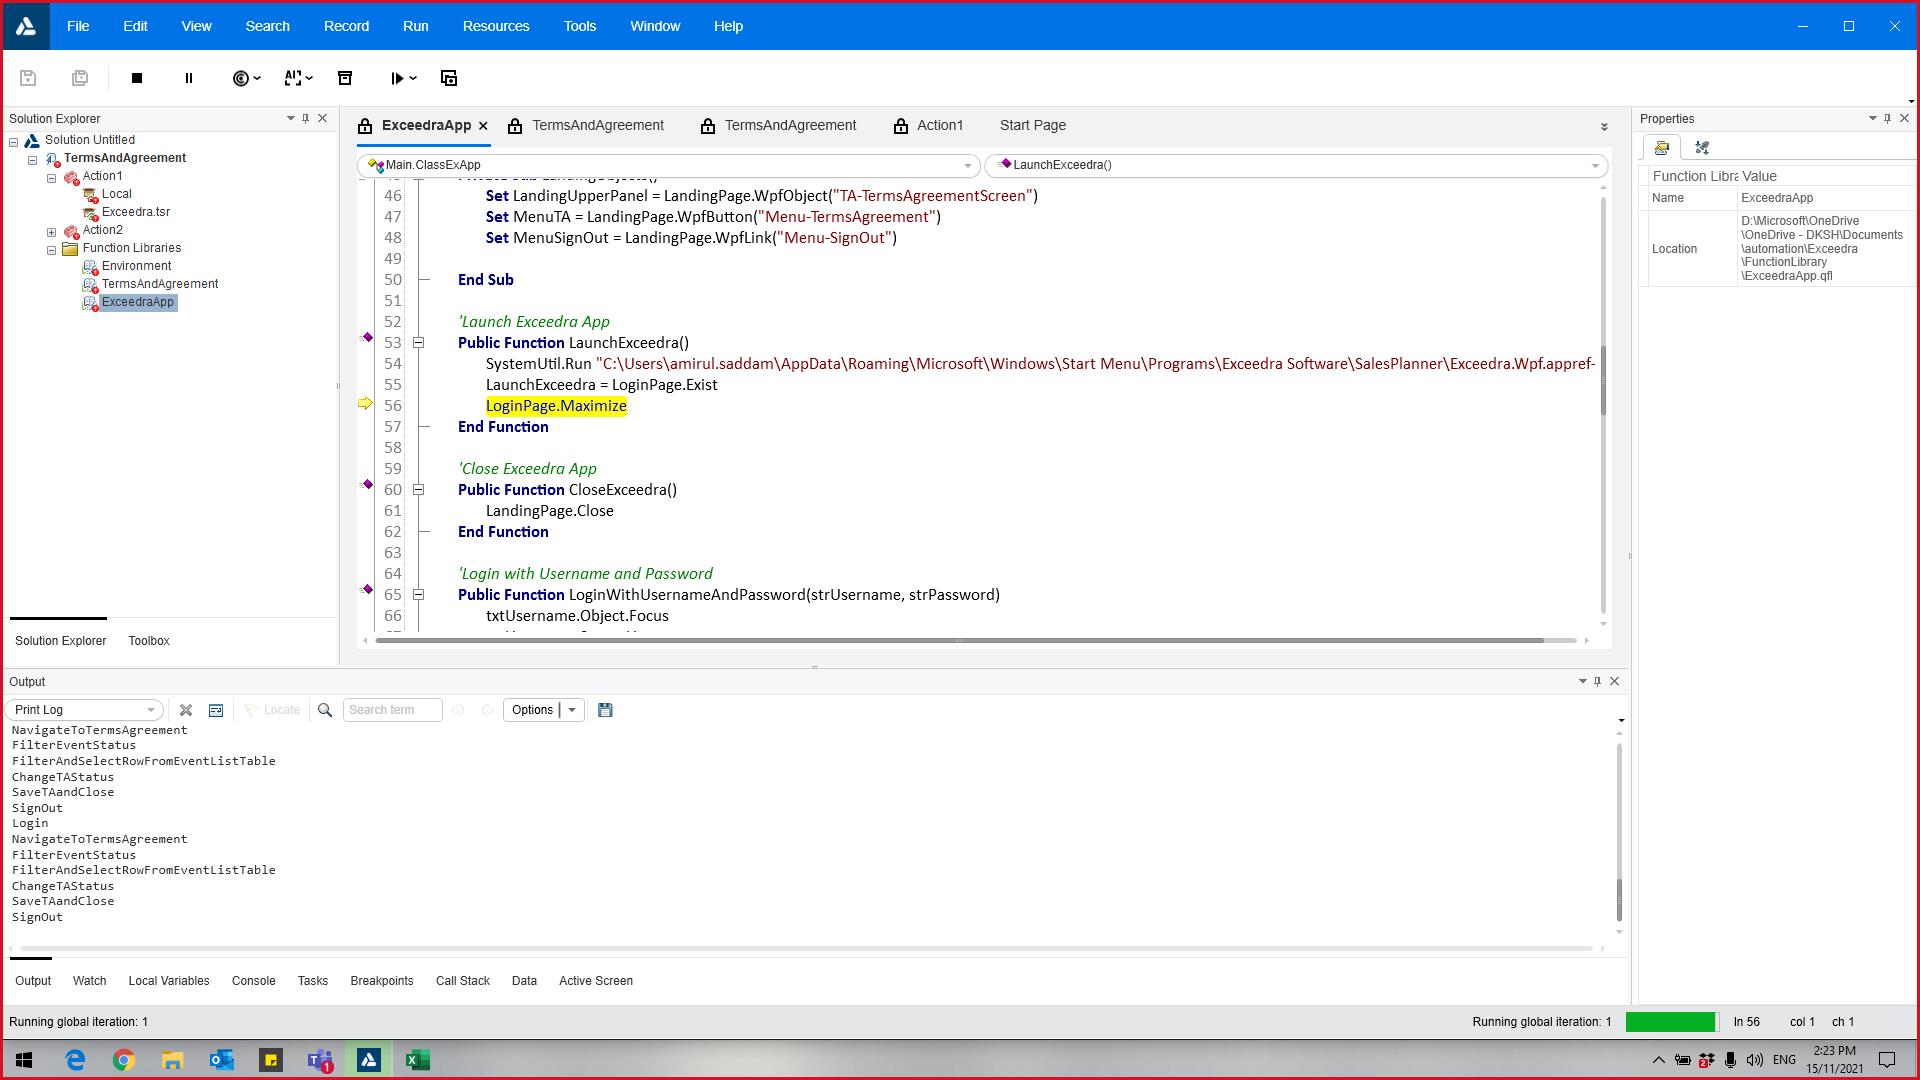 File Edit View Search Record Run Resources Tools Window Help
Solution Explorer
Solution Untitled
TermsAndAgreement
Action1
Local
Exceedra.tsr
Action2
Function Libraries
Environment
TermsAndAgreement
ExceedraApp
Solution Explorer Toolbox
ExceedraApp TermsAndAgreement TermsAndAgreement Action1 Start Page
Main.ClassExApp LaunchExceedra()
46 Set LandingUpperPanel = LandingPage.WpfObject("TA-TermsAgreementScreen")
47 Set MenuTA = LandingPage.WpfButton("Menu-TermsAgreement")
48 Set MenuSignOut = LandingPage.WpfLink("Menu-SignOut")
49
50 End Sub
51
52 'Launch Exceedra App
53 Public Function LaunchExceedra()
54 SystemUtil.Run "C:\Users\amirul.saddam\AppData\Roaming\Microsoft\Windows\Start Menu\Programs\Exceedra Software\SalesPlanner\Exceedra.Wpf.appref-
55 LaunchExceedra = LoginPage.Exist
56 LoginPage.Maximize
57 End Function
58
59 'Close Exceedra App
60 Public Function CloseExceedra()
61 LandingPage.Close
62 End Function
63
64 'Login with Username and Password
65 Public Function LoginWithUsernameAndPassword(strUsername, strPassword)
66 txtUsername.Object.Focus
Properties
Function Libra Value
Name ExceedraApp
Location D:\Microsoft\OneDrive
\OneDrive - DKSH\Documents
\automation\Exceedra
\FunctionLibrary
\ExceedraApp.qfl
Output
Print Log Locate Search term Options
NavigateToTermsAgreement
FilterEventStatus
FilterAndSelectRowFromEventListTable
ChangeTAStatus
SaveTAandClose
SignOut
Login
NavigateToTermsAgreement
FilterEventStatus
FilterAndSelectRowFromEventListTable
ChangeTAStatus
SaveTAandClose
SignOut
Output Watch Local Variables Console Tasks Breakpoints Call Stack Data Active Screen
Running global iteration: 1 Running global iteration: 1 ln 56 col 1 ch 1
1 2 ENG 2:23 PM
15/11/2021